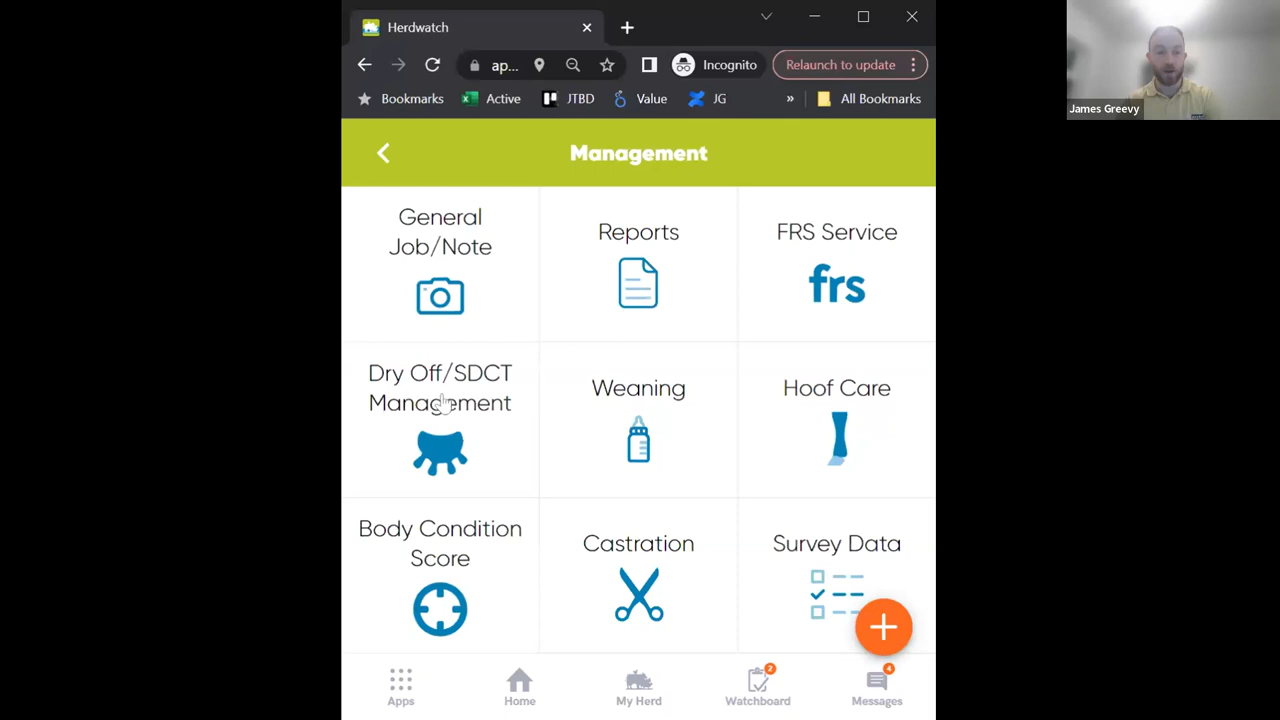 Herdwatch
ap...
Incognito
Relaunch to update
Bookmarks
Active
JTBD
Value
JG
»
All Bookmarks
James Greevy
Management
General
Job/Note
Reports
FRS Service
frs
Dry Off/SDCT
Management
Weaning
Hoof Care
Body Condition
Score
Castration
Survey Data
Apps
Home
My Herd
2
Watchboard
4
Messages